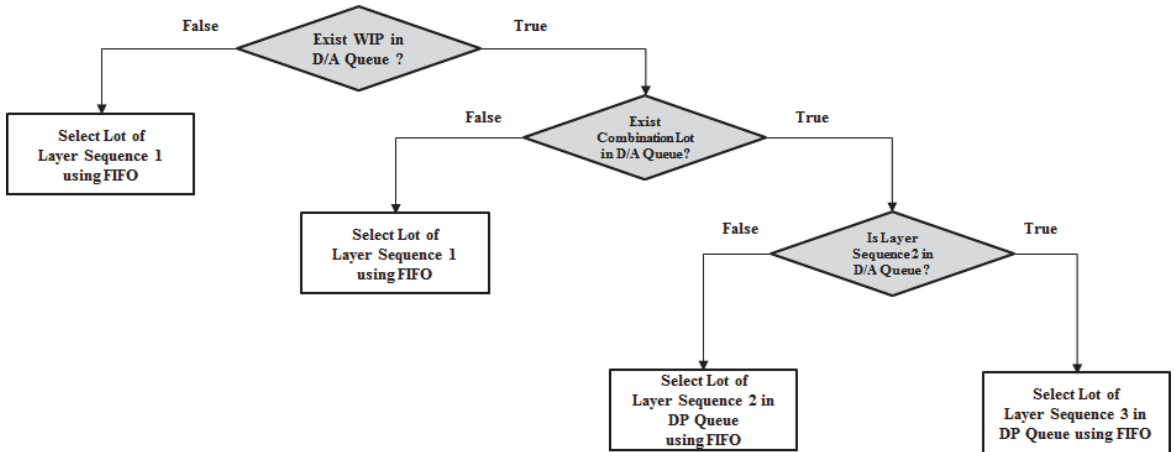 False
True
Exist WIP in
D/A Queue ?
Select Lot of
Layer Sequence 1
using FIFO
False
True
Exist
Combination Lot
in D/A Queue?
Select Lot of
Layer Sequence 1
using FIFO
False
True
Is Layer
Sequence 2 in
D/A Queue?
Select Lot of
Layer Sequence 2 in
DP Queue
using FIFO
Select Lot of
Layer Sequence 3 in
DP Queue using FIFO